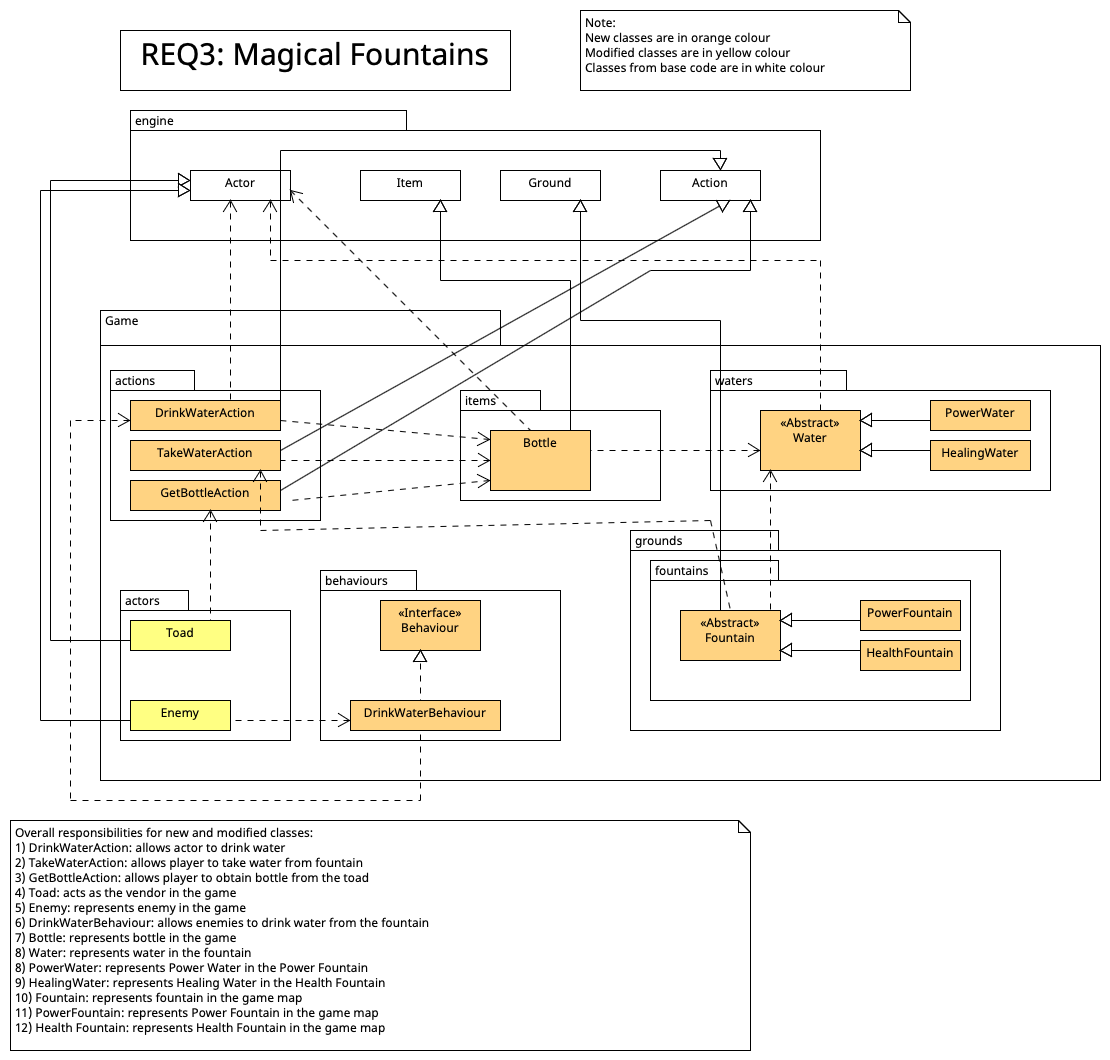 REQ3: Magical Fountains
Note:
New classes are in orange colour
Modified classes are in yellow colour
Classes from base code are in white colour
engine
Actor
Item
Ground
Action
Game
actions
DrinkWaterAction
TakeWaterAction
GetBottleAction
items
Bottle
waters
«Abstract»
Water
PowerWater
HealingWater
grounds
fountains
«Abstract»
Fountain
PowerFountain
HealthFountain
actors
Toad
Enemy
behaviours
«Interface»
Behaviour
DrinkWaterBehaviour
Overall responsibilities for new and modified classes:
1) DrinkWaterAction: allows actor to drink water
2) TakeWaterAction: allows player to take water from fountain
3) GetBottleAction: allows player to obtain bottle from the toad
4) Toad: acts as the vendor in the game
5) Enemy: represents enemy in the game
6) DrinkWaterBehaviour: allows enemies to drink water from the fountain
7) Bottle: represents bottle in the game
8) Water: represents water in the fountain
8) PowerWater: represents Power Water in the Power Fountain
9) HealingWater: represents Healing Water in the Health Fountain
10) Fountain: represents fountain in the game map
11) PowerFountain: represents Power Fountain in the game map
12) Health Fountain: represents Health Fountain in the game map